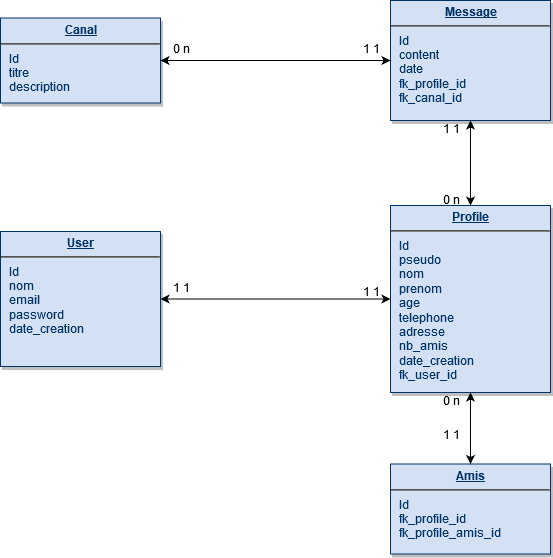 Canal
Id
titre
description
0 n
1 1
Message
Id
content
date
fk_profile_id
fk_canal_id
1 1
0 n
User
Id
nom
email
password
date_creation
1 1
1 1
Profile
Id
pseudo
nom
prenom
age
telephone
adresse
nb_amis
date_creation
fk_user_id
0 n
1 1
Amis
Id
fk_profile_id
fk_profile_amis_id